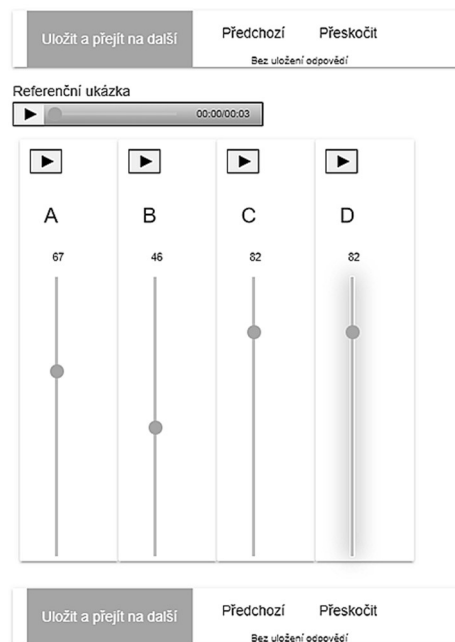 Uložit a přejít na další Předchozí Přeskočit
Bez uložení odpovědí
Referenční ukázka
00:00/00:03
A B C D
67 46 82 82
Uložit a přejít na další Předchozí Přeskočit
Bez uložení odpovědí